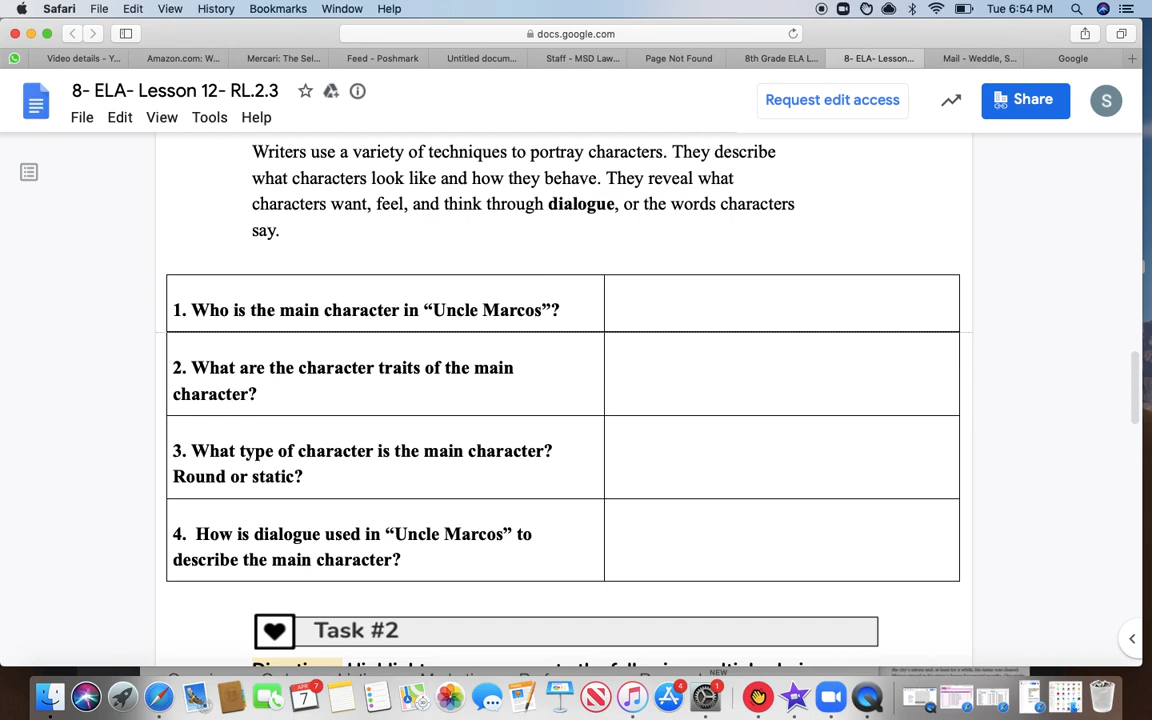 Safari File Edit View History Bookmarks Window Help Tue 6:54 PM
docs.google.com
Video details - Y... Amazon.com: W... Mercari: The Sel... Feed - Poshmark Untitled docum... Staff - MSD Law... Page Not Found 8th Grade ELA L... 8- ELA- Lesson... Mail - Weddle, S... Google
8- ELA- Lesson 12- RL.2.3
Request edit access
Share
S
File Edit View Tools Help
Writers use a variety of techniques to portray characters. They describe
what characters look like and how they behave. They reveal what
characters want, feel, and think through dialogue, or the words characters
say.
1. Who is the main character in “Uncle Marcos”?
2. What are the character traits of the main
character?
3. What type of character is the main character?
Round or static?
4. How is dialogue used in “Uncle Marcos” to
describe the main character?
Task #2
NEW
APR
7
7
4
1